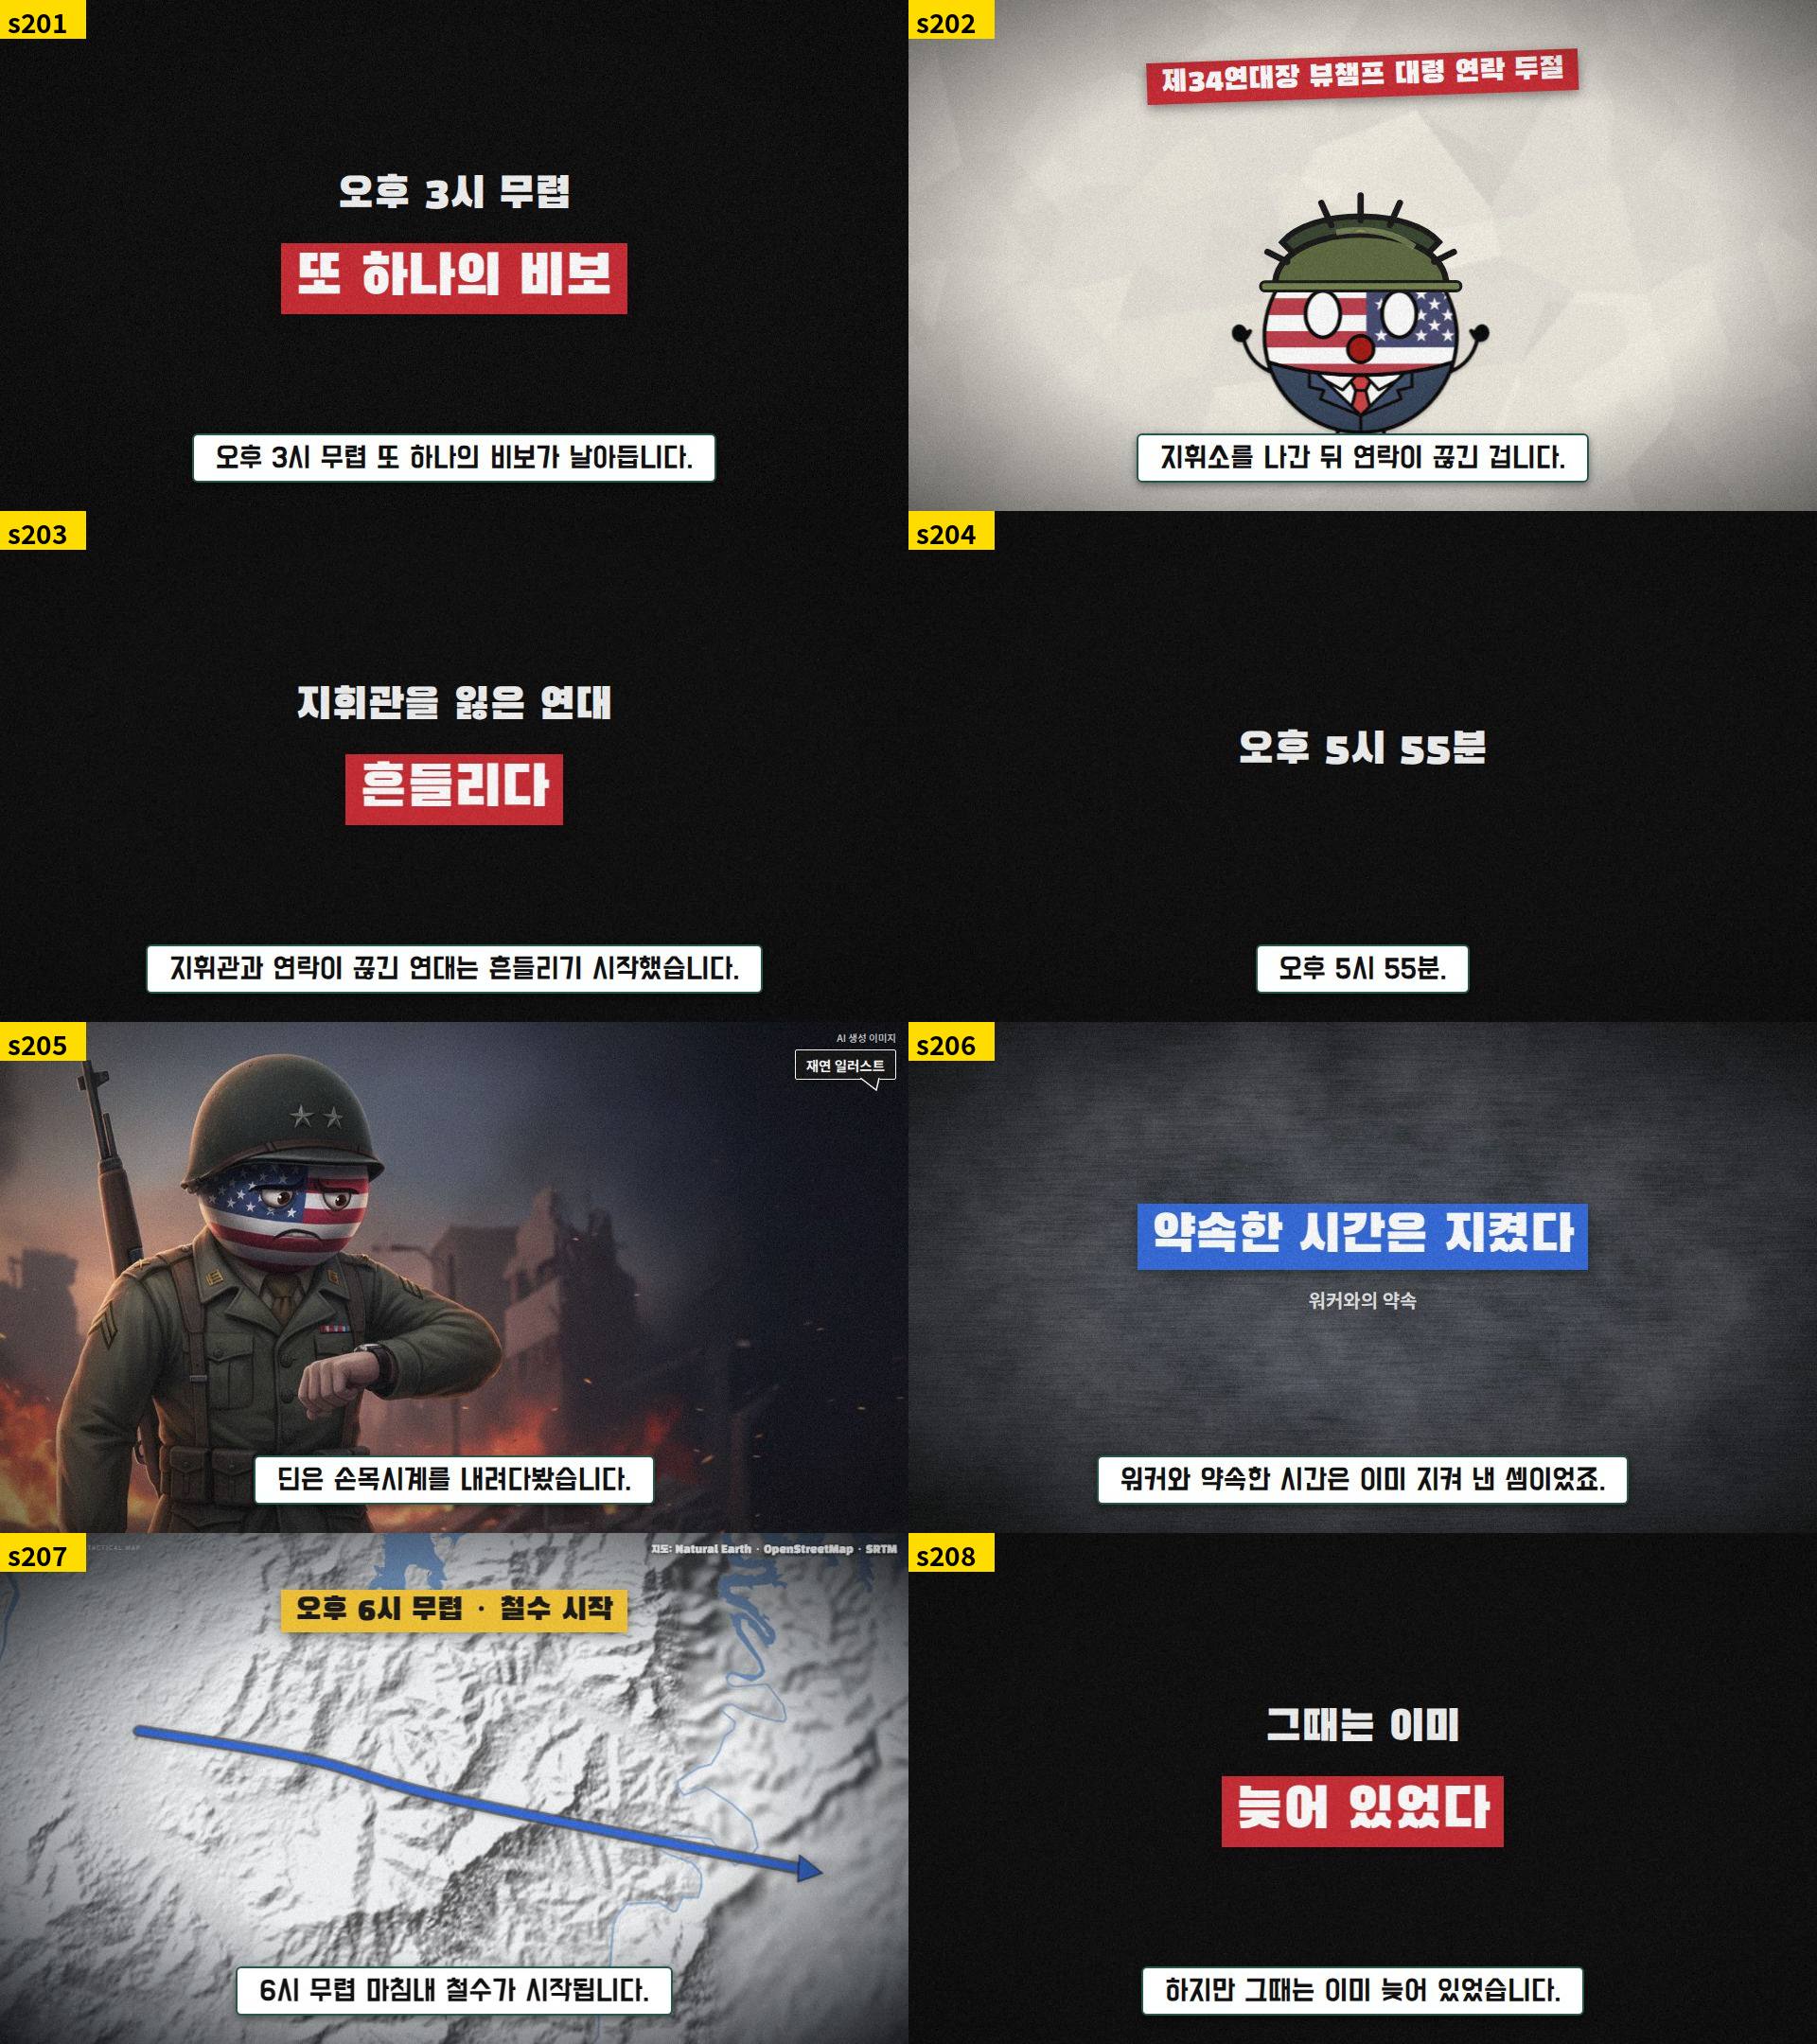 s201
오후 3시 무렵
또 하나의 비보
오후 3시 무렵 또 하나의 비보가 날아듭니다.
s202
제34연대장 뷰챔프 대령 연락 두절
지휘소를 나간 뒤 연락이 끊긴 겁니다.
s203
지휘관을 잃은 연대
흔들리다
지휘관과 연락이 끊긴 연대는 흔들리기 시작했습니다.
s204
오후 5시 55분
오후 5시 55분.
s205
AI 생성 이미지
재연 일러스트
딘은 손목시계를 내려다봤습니다.
s206
약속한 시간은 지켰다
워커와의 약속
워커와 약속한 시간은 이미 지켜 낸 셈이었죠.
s207
TACTICAL MAP
지도: Natural Earth · OpenStreetMap · SRTM
오후 6시 무렵 · 철수 시작
6시 무렵 마침내 철수가 시작됩니다.
s208
그때는 이미
늦어 있었다
하지만 그때는 이미 늦어 있었습니다.